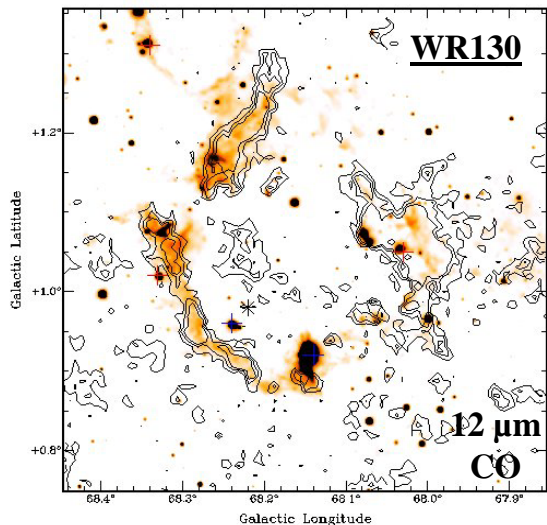 WR130
+1.2°
Galactic Latitude
+1.0°
+0.8°
12 µm
CO
68.4° 68.3° 68.2° 68.1° 68.0° 67.9°
Galactic Longitude